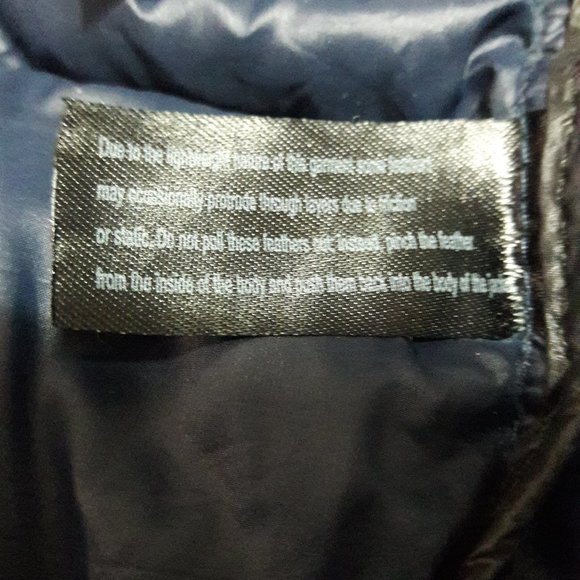 Due to the lightweight nature of this garment some feathers
may occasionally protrude through layers due to friction
or static. Do not pull these feathers out, instead, pinch the feather
from the inside of the body and push them back into the body of the